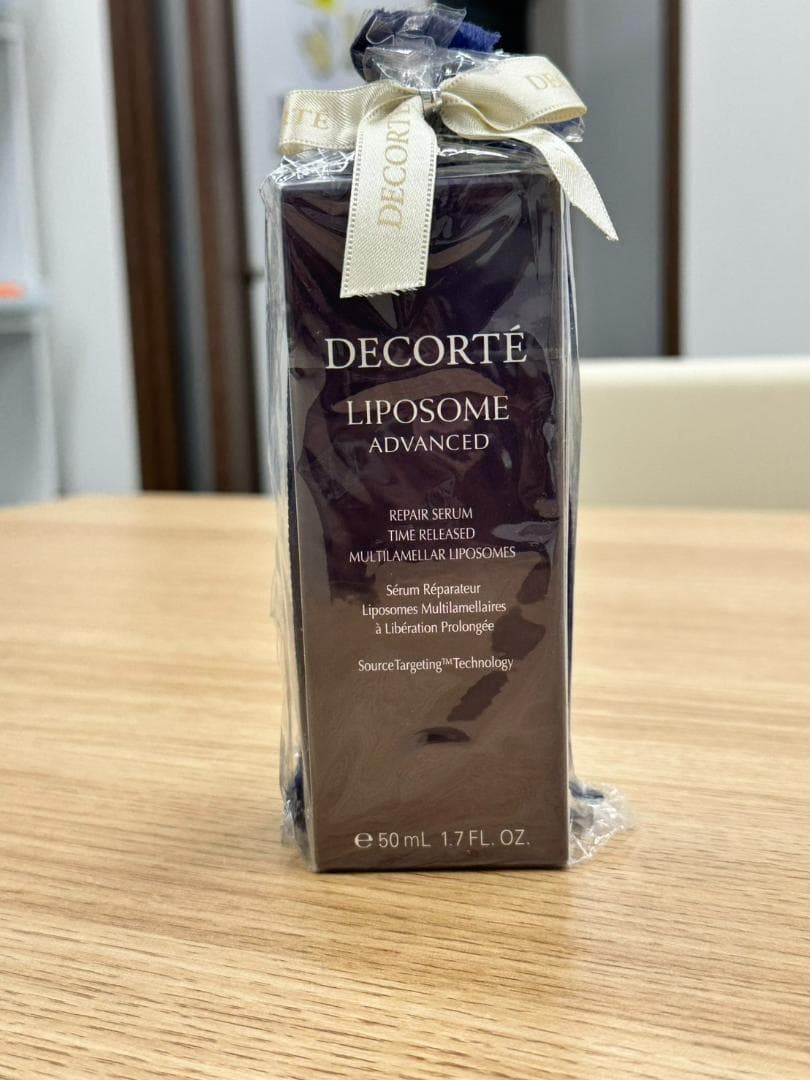 DECORTÉ
DECORTÉ
LIPOSOME
ADVANCED
REPAIR SERUM
TIME RELEASED
MULTILAMELLAR LIPOSOMES
Sérum Réparateur
Liposomes Multilamellaires
à Libération Prolongée
SourceTargeting™Technology
℮ 50 mL 1.7 FL. OZ.